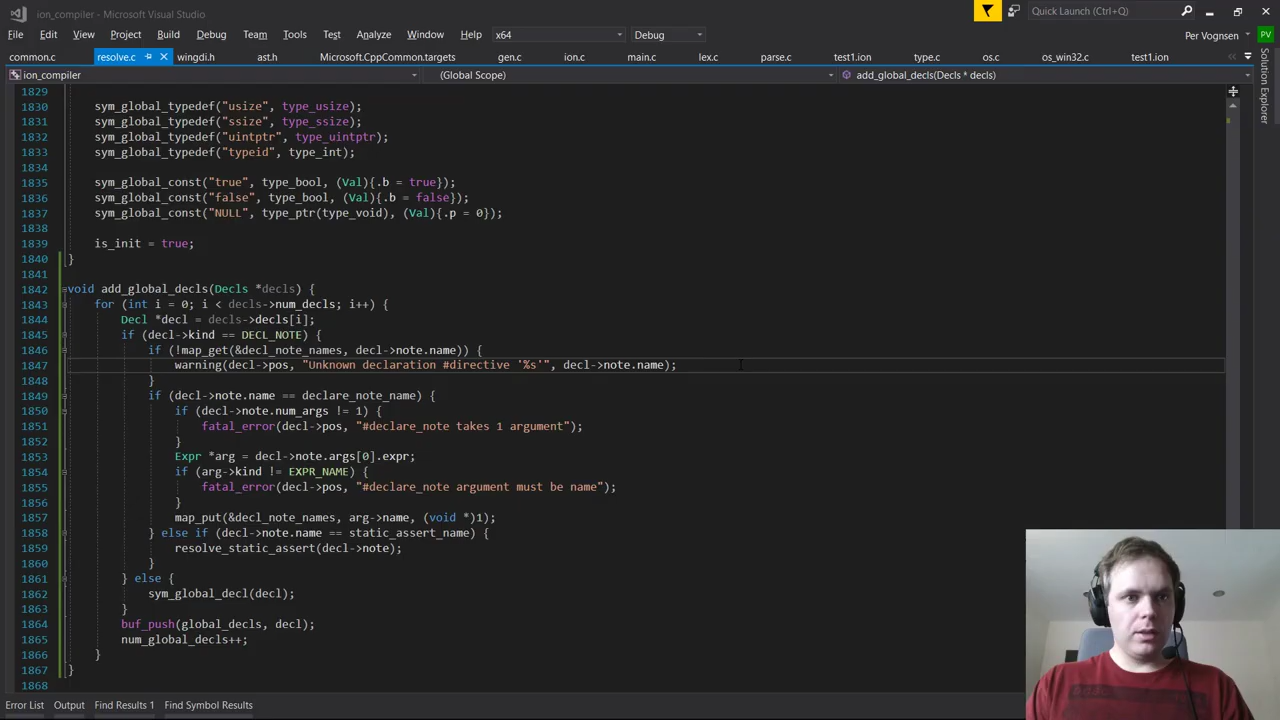 ion_compiler - Microsoft Visual Studio
Quick Launch (Ctrl+Q)
File Edit View Project Build Debug Team Tools Test Analyze Window Help x64 Debug Per Vognsen PV
common.c resolve.c wingdi.h ast.h Microsoft.CppCommon.targets gen.c ion.c main.c lex.c parse.c test1.ion type.c os.c os_win32.c test1.ion
ion_compiler (Global Scope) add_global_decls(Decls * decls)
Solution Explorer
1829
1830 sym_global_typedef("usize", type_usize);
1831 sym_global_typedef("ssize", type_ssize);
1832 sym_global_typedef("uintptr", type_uintptr);
1833 sym_global_typedef("typeid", type_int);
1834
1835 sym_global_const("true", type_bool, (Val){.b = true});
1836 sym_global_const("false", type_bool, (Val){.b = false});
1837 sym_global_const("NULL", type_ptr(type_void), (Val){.p = 0});
1838
1839 is_init = true;
1840 }
1841
1842 void add_global_decls(Decls *decls) {
1843 for (int i = 0; i < decls->num_decls; i++) {
1844 Decl *decl = decls->decls[i];
1845 if (decl->kind == DECL_NOTE) {
1846 if (!map_get(&decl_note_names, decl->note.name)) {
1847 warning(decl->pos, "Unknown declaration #directive '%s'", decl->note.name);
1848 }
1849 if (decl->note.name == declare_note_name) {
1850 if (decl->note.num_args != 1) {
1851 fatal_error(decl->pos, "#declare_note takes 1 argument");
1852 }
1853 Expr *arg = decl->note.args[0].expr;
1854 if (arg->kind != EXPR_NAME) {
1855 fatal_error(decl->pos, "#declare_note argument must be name");
1856 }
1857 map_put(&decl_note_names, arg->name, (void *)1);
1858 } else if (decl->note.name == static_assert_name) {
1859 resolve_static_assert(decl->note);
1860 }
1861 } else {
1862 sym_global_decl(decl);
1863 }
1864 buf_push(global_decls, decl);
1865 num_global_decls++;
1866 }
1867 }
1868
Error List Output Find Results 1 Find Symbol Results